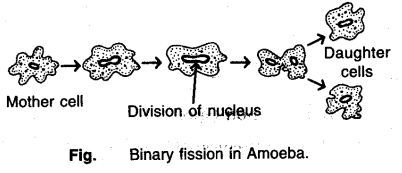 Daughter
cells
Mother cell
Division of nucleus
Fig. Binary fission in Amoeba.